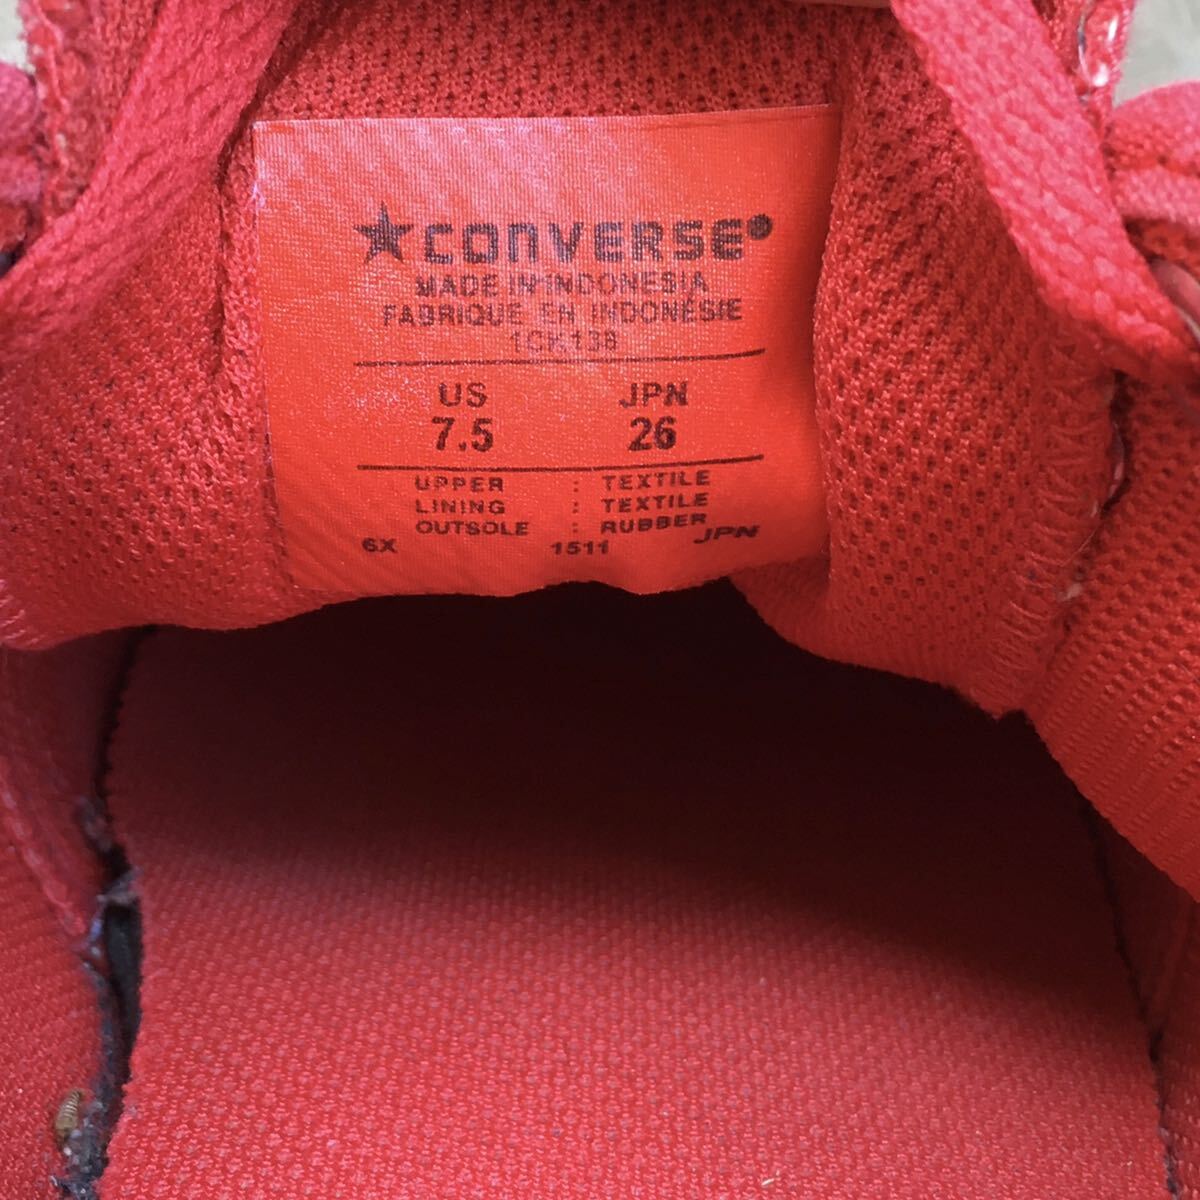 ★CONVERSE®
MADE IN INDONESIA
FABRIQUE EN INDONÉSIE
1CK138
US JPN
7.5 26
UPPER : TEXTILE
LINING : TEXTILE
OUTSOLE : RUBBER
6X 1511 JPN